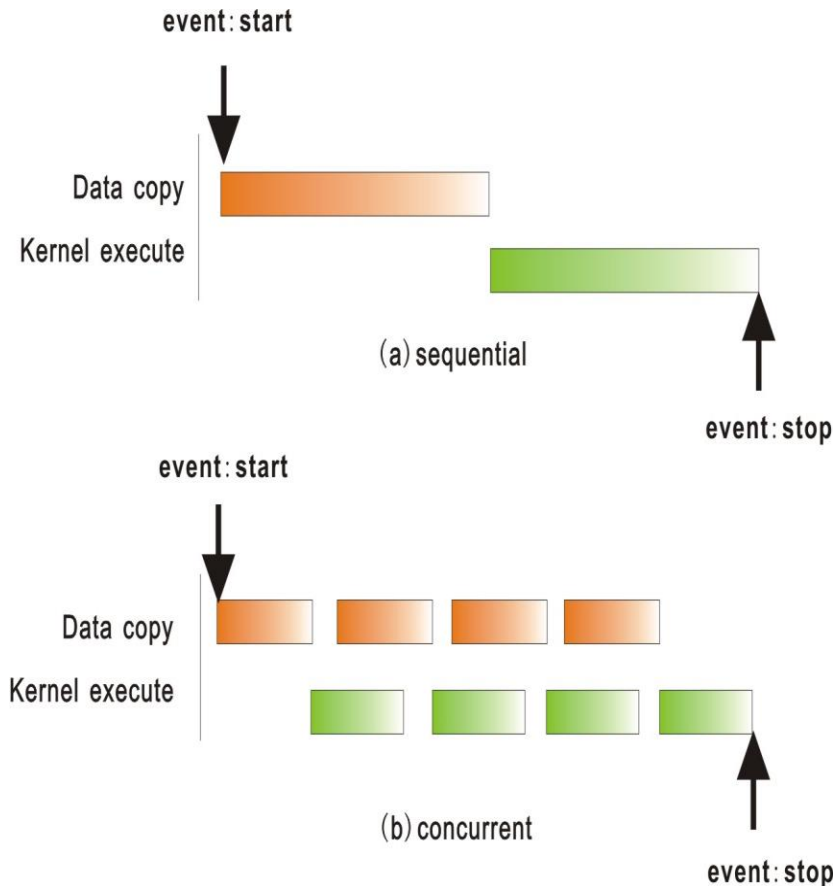 event:start
Data copy
Kernel execute
(a) sequential
event:stop
event:start
Data copy
Kernel execute
(b) concurrent
event:stop